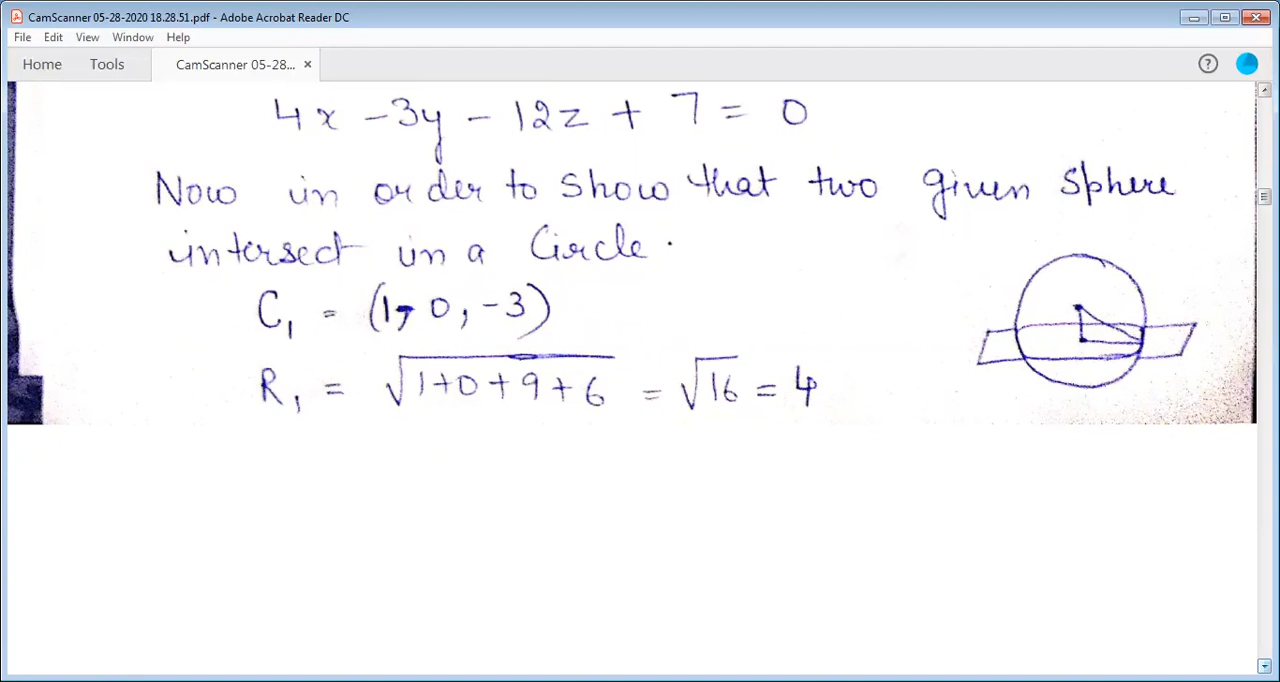 CamScanner 05-28-2020 18.28.51.pdf - Adobe Acrobat Reader DC
File Edit View Window Help
Home Tools CamScanner 05-28... ×
4x - 3y - 12z + 7 = 0
Now in order to show that two given sphere
intersect in a Circle.
C₁ = (1, 0, -3)
R₁ = √(1+0+9+6) = √16 = 4